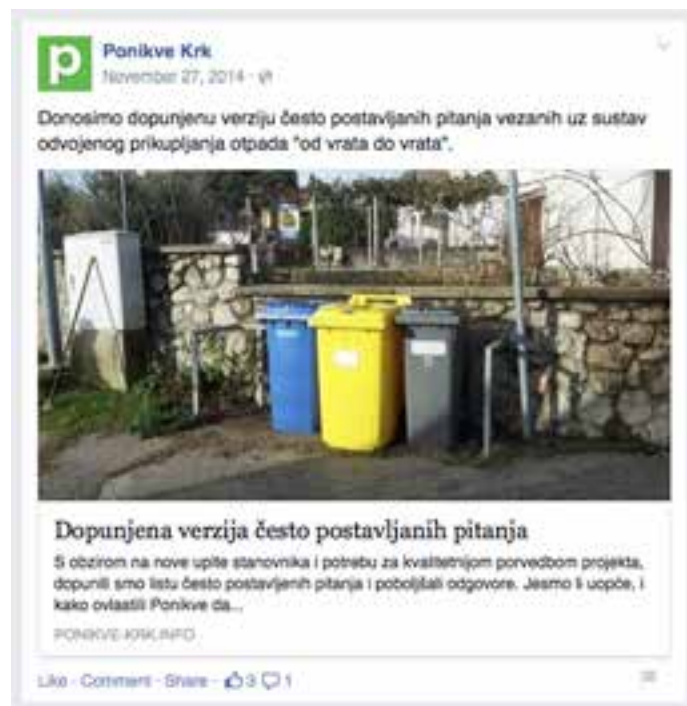 p
Ponikve Krk
November 27, 2014
Donosimo dopunjenu verziju često postavljanih pitanja vezanih uz sustav
odvojenog prikupljanja otpada "od vrata do vrata".
Dopunjena verzija često postavljanih pitanja
S obzirom na nove upite stanovnika i potrebu za kvalitetnijom porvedbom projekta,
dopunili smo listu često postavljenih pitanja i poboljšali odgovore. Jesmo li uopće, i
kako ovlastili Ponikve da...
PONIKVE-KRK.INFO
Like · Comment · Share · 3 1